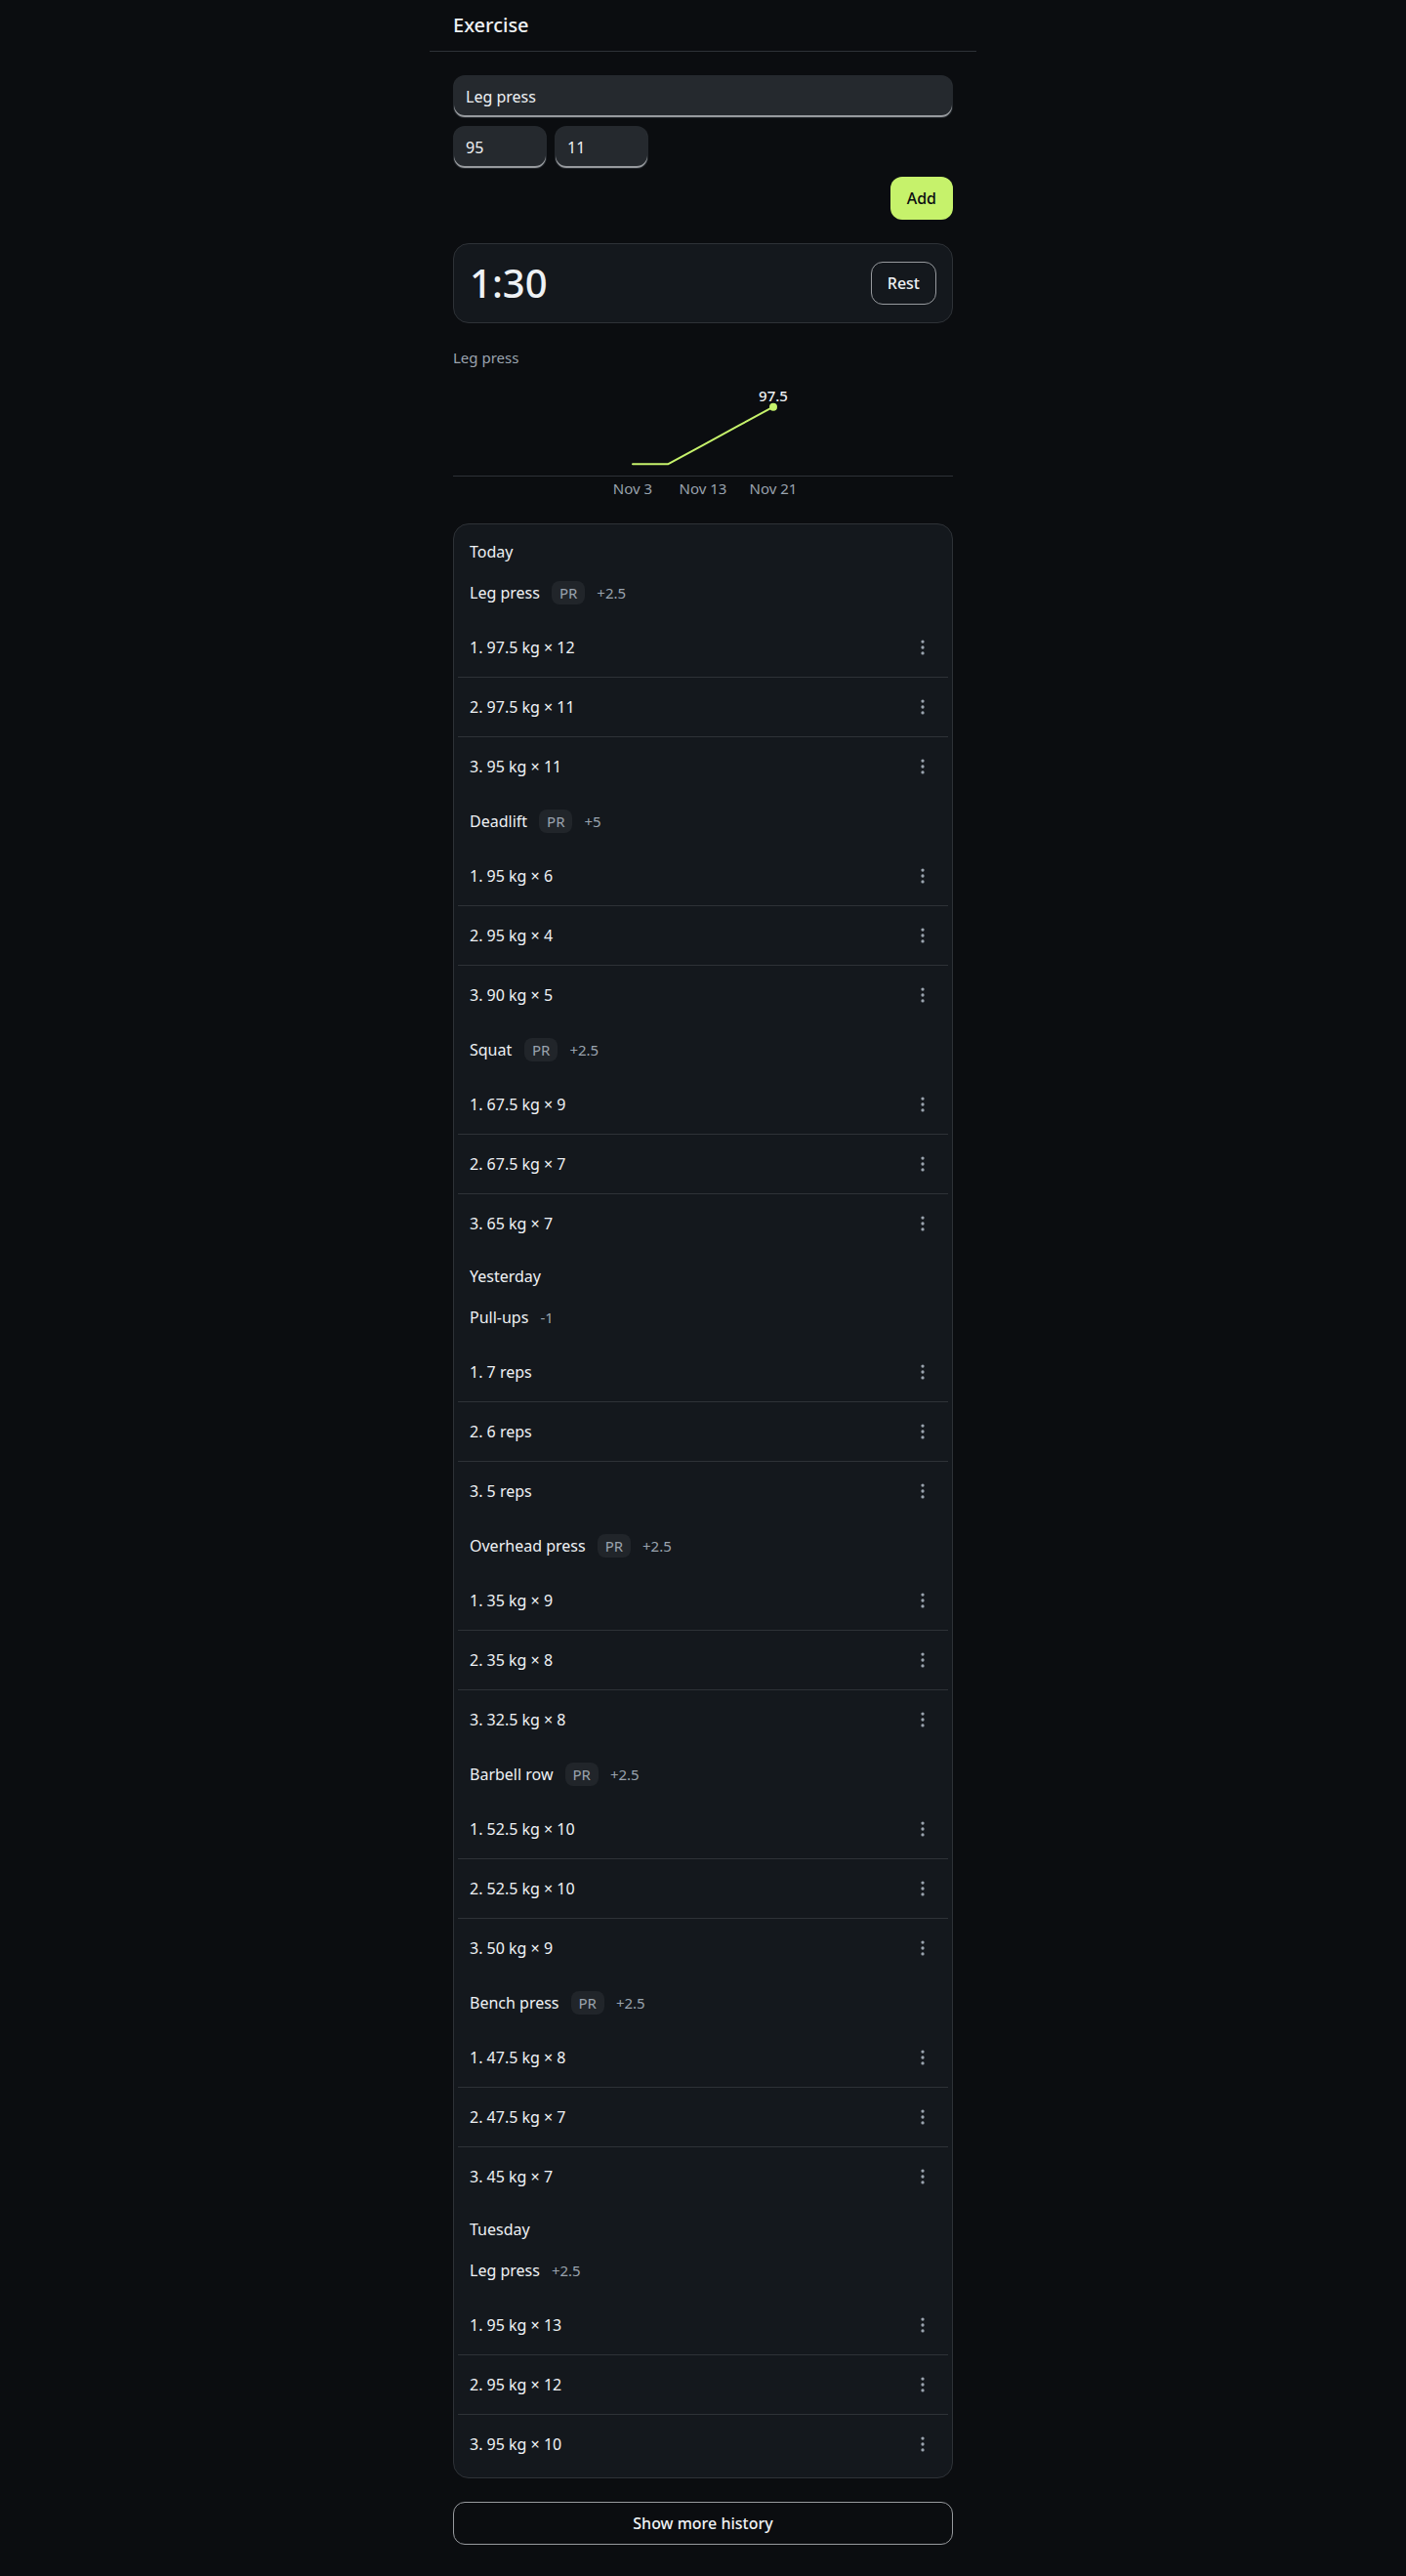 Exercise
Leg press
95 11
Add
1:30 Rest
Leg press
97.5
Nov 3 Nov 13 Nov 21
Today
Leg press PR +2.5
1. 97.5 kg × 12
2. 97.5 kg × 11
3. 95 kg × 11
Deadlift PR +5
1. 95 kg × 6
2. 95 kg × 4
3. 90 kg × 5
Squat PR +2.5
1. 67.5 kg × 9
2. 67.5 kg × 7
3. 65 kg × 7
Yesterday
Pull-ups -1
1. 7 reps
2. 6 reps
3. 5 reps
Overhead press PR +2.5
1. 35 kg × 9
2. 35 kg × 8
3. 32.5 kg × 8
Barbell row PR +2.5
1. 52.5 kg × 10
2. 52.5 kg × 10
3. 50 kg × 9
Bench press PR +2.5
1. 47.5 kg × 8
2. 47.5 kg × 7
3. 45 kg × 7
Tuesday
Leg press +2.5
1. 95 kg × 13
2. 95 kg × 12
3. 95 kg × 10
Show more history